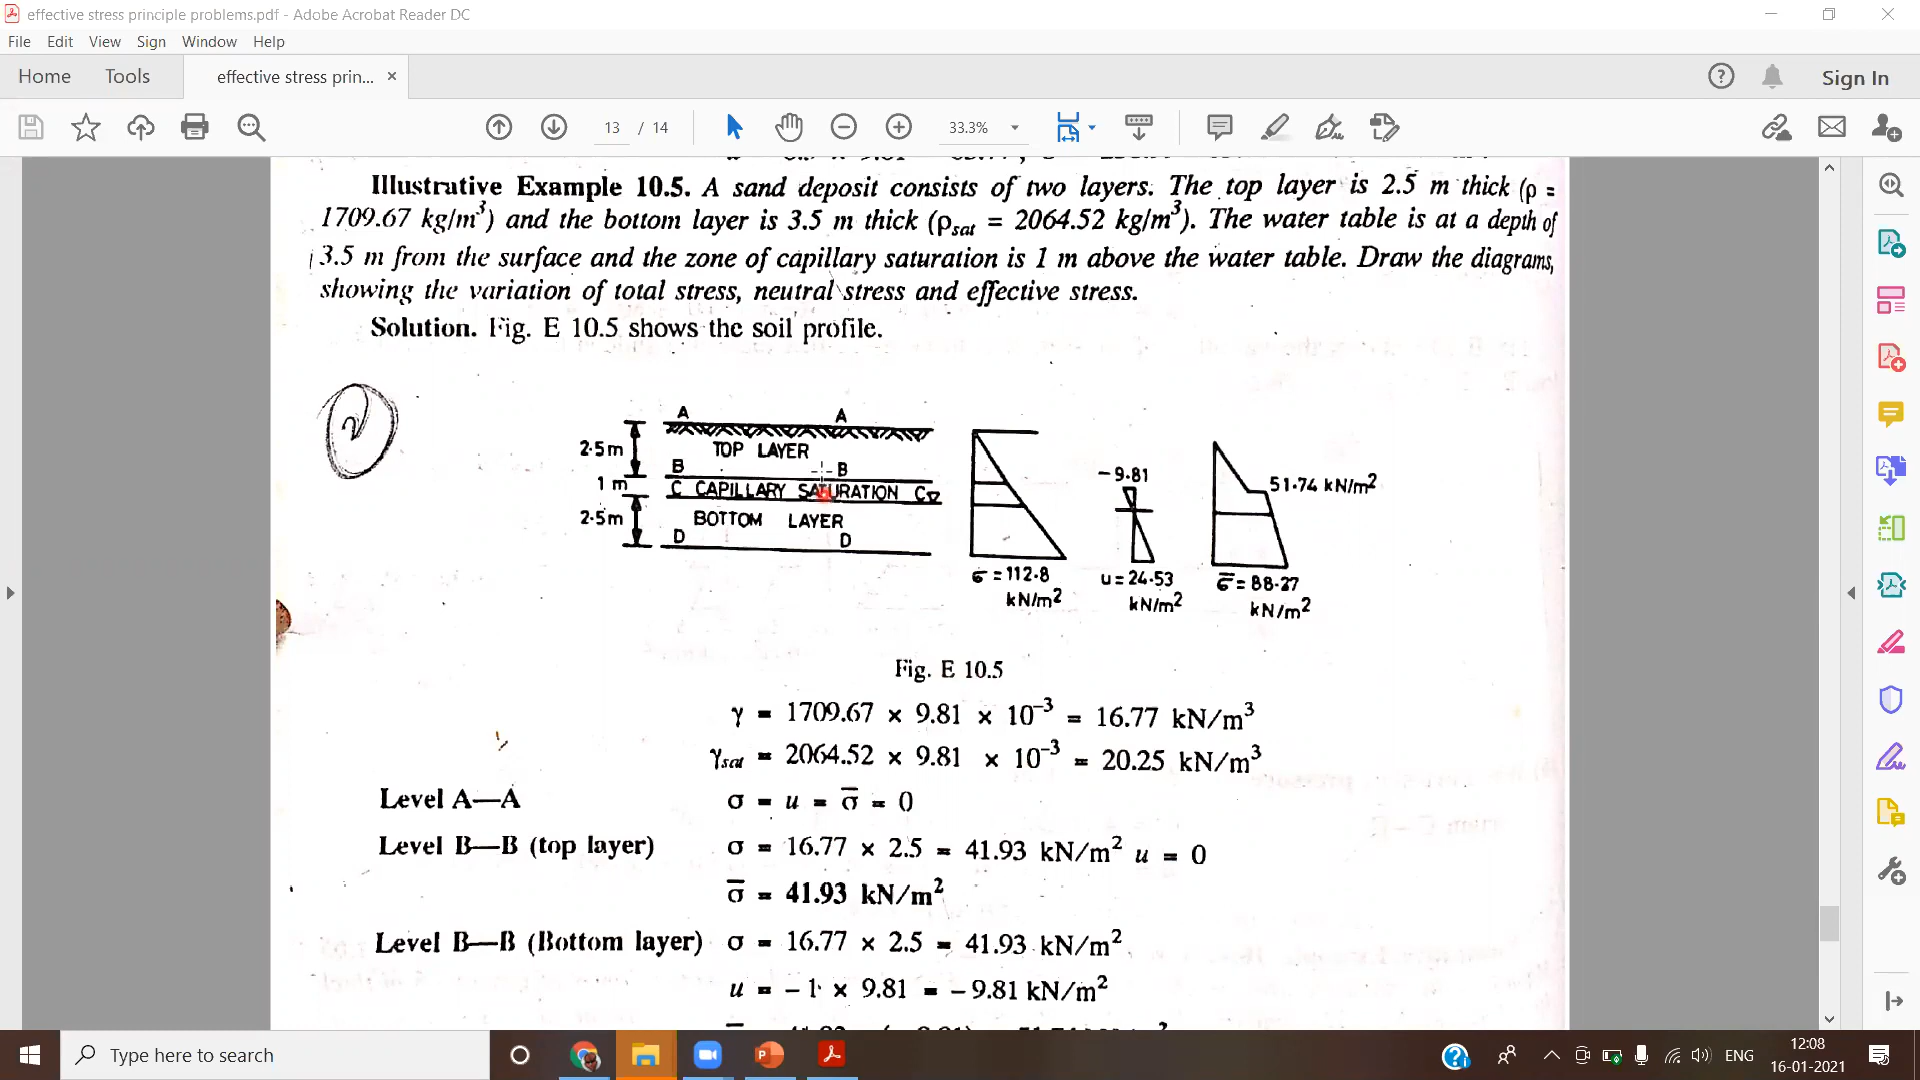 effective stress principle problems.pdf - Adobe Acrobat Reader DC
File Edit View Sign Window Help
Home Tools effective stress prin... × Sign In
13 / 14 33.3%
Illustrative Example 10.5. A sand deposit consists of two layers. The top layer is 2.5 m thick (ρ =
1709.67 kg/m³) and the bottom layer is 3.5 m thick (ρsat = 2064.52 kg/m³). The water table is at a depth of
3.5 m from the surface and the zone of capillary saturation is 1 m above the water table. Draw the diagrams,
showing the variation of total stress, neutral stress and effective stress.
Solution. Fig. E 10.5 shows the soil profile.
2
A A
2.5m TOP LAYER
B B
1 m C CAPILLARY SATURATION C
2.5m BOTTOM LAYER
D D
-9.81
51.74 kN/m²
σ = 112.8 kN/m²
u = 24.53 kN/m²
σ̄ = 88.27 kN/m²
Fig. E 10.5
γ = 1709.67 × 9.81 × 10⁻³ = 16.77 kN/m³
γsat = 2064.52 × 9.81 × 10⁻³ = 20.25 kN/m³
Level A—A σ = u = σ̄ = 0
Level B—B (top layer) σ = 16.77 × 2.5 = 41.93 kN/m² u = 0
σ̄ = 41.93 kN/m²
Level B—B (Bottom layer) σ = 16.77 × 2.5 = 41.93 kN/m²
u = – 1 × 9.81 = – 9.81 kN/m²
Type here to search
ENG
12:08
16-01-2021